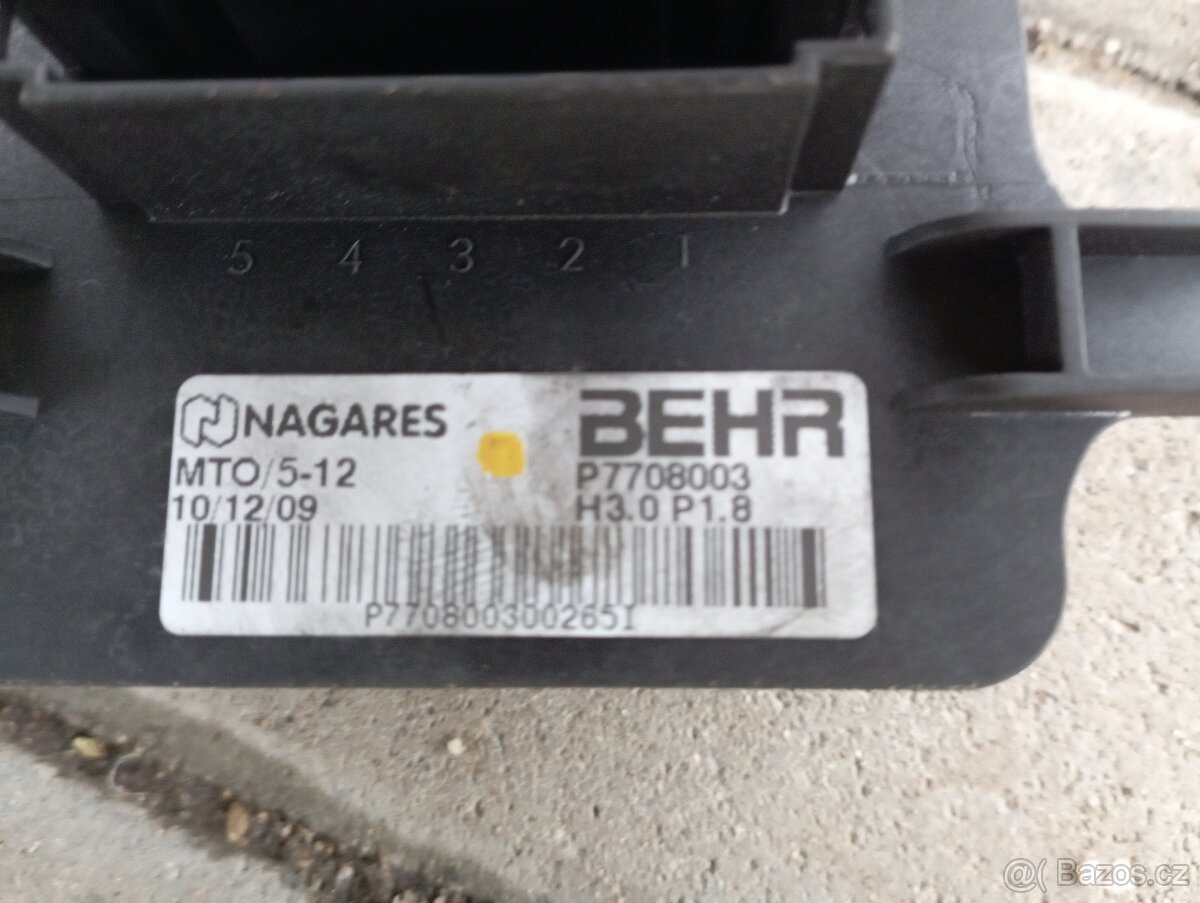 5 4 3 2 1
NAGARES
BEHR
MTO/5-12
P7708003
10/12/09
H3.0 P1.8
P7708003002651
@( Bazos.cz